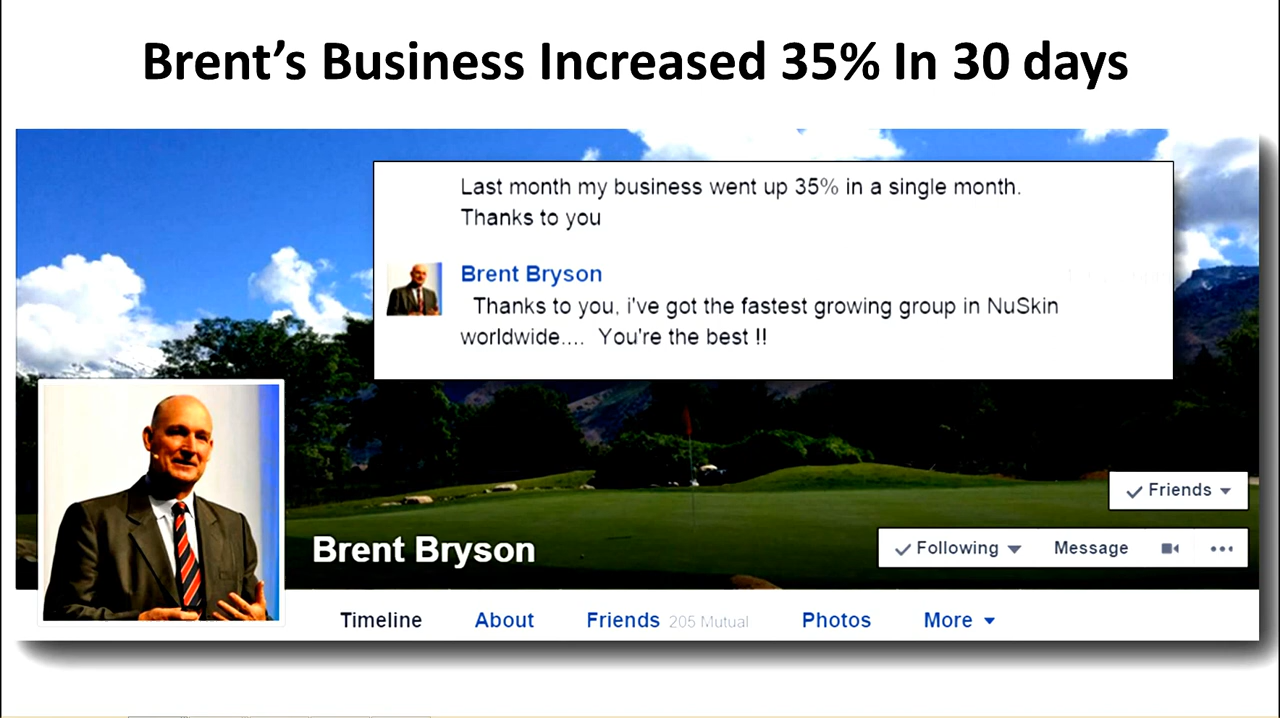 Brent’s Business Increased 35% In 30 days
Last month my business went up 35% in a single month.
Thanks to you
Brent Bryson
Thanks to you, i've got the fastest growing group in NuSkin
worldwide.... You're the best !!
Friends
Brent Bryson
Following
Message
Timeline
About
Friends 205 Mutual
Photos
More